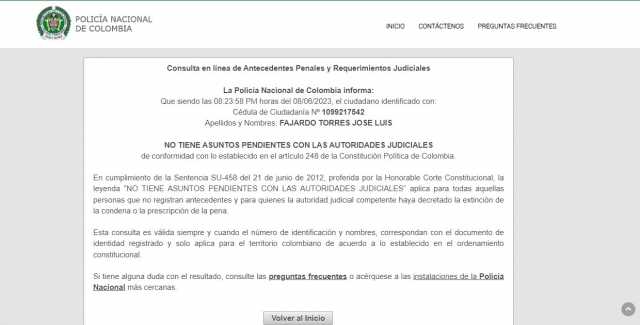 POLICÍA NACIONAL
DE COLOMBIA
INICIO CONTÁCTENOS PREGUNTAS FRECUENTES
Consulta en línea de Antecedentes Penales y Requerimientos Judiciales
La Policía Nacional de Colombia informa:
Que siendo las 08:23:58 PM horas del 08/06/2023, el ciudadano identificado con:
Cédula de Ciudadanía Nº 1099217542
Apellidos y Nombres: FAJARDO TORRES JOSE LUIS
NO TIENE ASUNTOS PENDIENTES CON LAS AUTORIDADES JUDICIALES
de conformidad con lo establecido en el artículo 248 de la Constitución Política de Colombia.
En cumplimiento de la Sentencia SU-458 del 21 de junio de 2012, proferida por la Honorable Corte Constitucional, la
leyenda "NO TIENE ASUNTOS PENDIENTES CON LAS AUTORIDADES JUDICIALES" aplica para todas aquellas
personas que no registran antecedentes y para quienes la autoridad judicial competente haya decretado la extinción de
la condena o la prescripción de la pena.
Esta consulta es válida siempre y cuando el número de identificación y nombres, correspondan con el documento de
identidad registrado y solo aplica para el territorio colombiano de acuerdo a lo establecido en el ordenamiento
constitucional.
Si tiene alguna duda con el resultado, consulte las preguntas frecuentes o acérquese a las instalaciones de la Policía
Nacional más cercanas.
Volver al Inicio